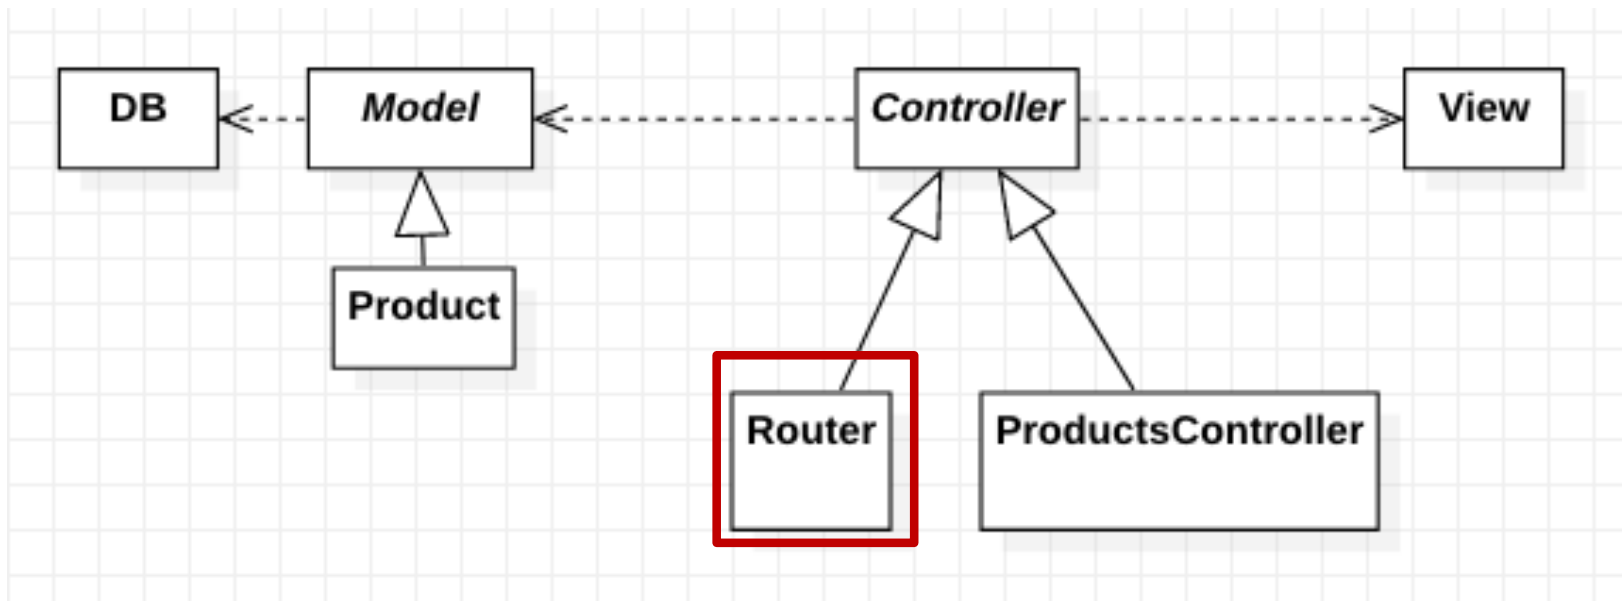 DB
Model
Controller
View
Product
Router
ProductsController